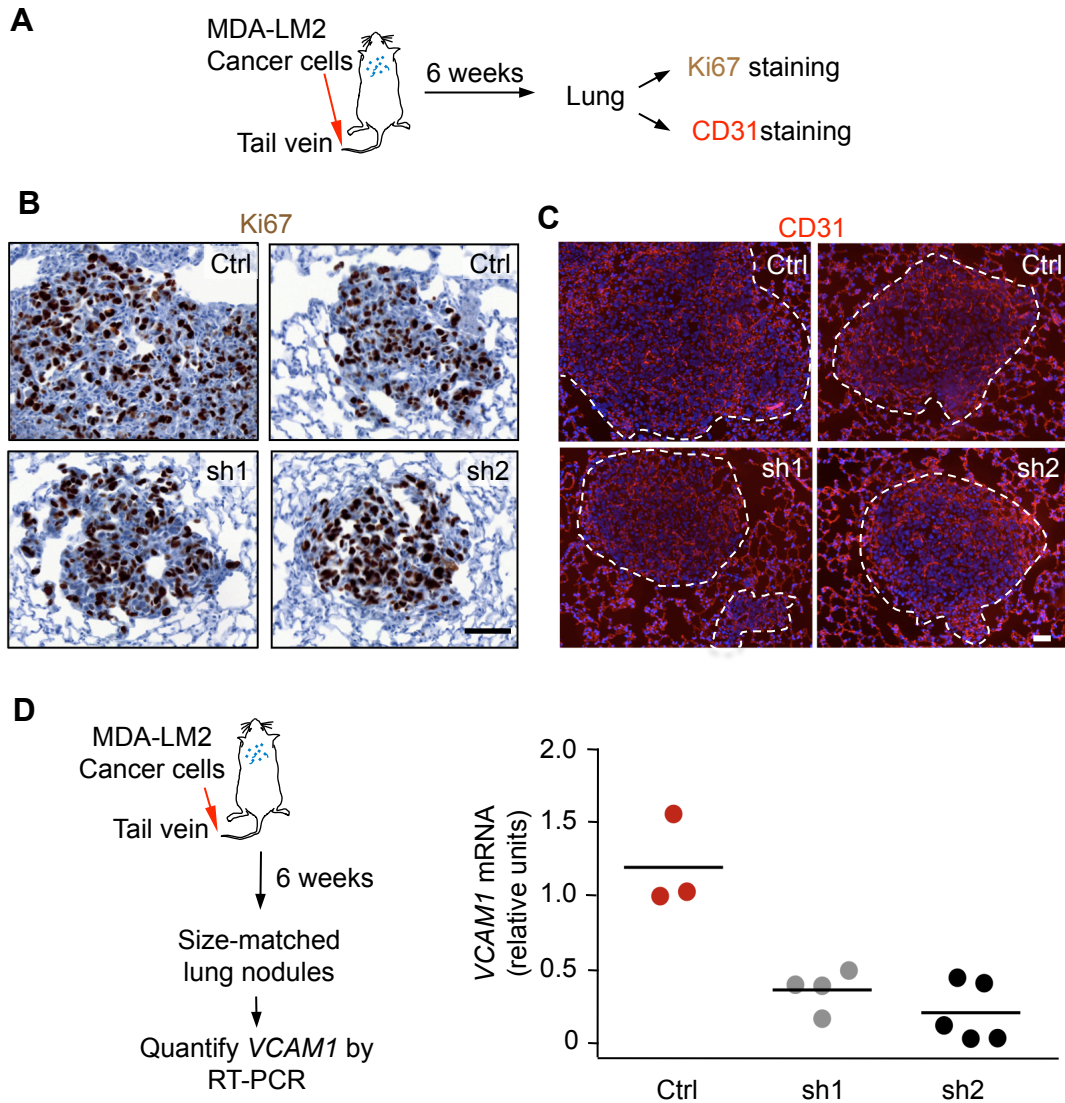 A
MDA-LM2
Cancer cells
Tail vein
6 weeks
Lung
Ki67 staining
CD31staining
B
Ki67
Ctrl
Ctrl
sh1
sh2
C
CD31
Ctrl
Ctrl
sh1
sh2
D
MDA-LM2
Cancer cells
Tail vein
6 weeks
Size-matched
lung nodules
Quantify VCAM1 by
RT-PCR
VCAM1 mRNA
(relative units)
2.0
1.5
1.0
0.5
0
Ctrl
sh1
sh2